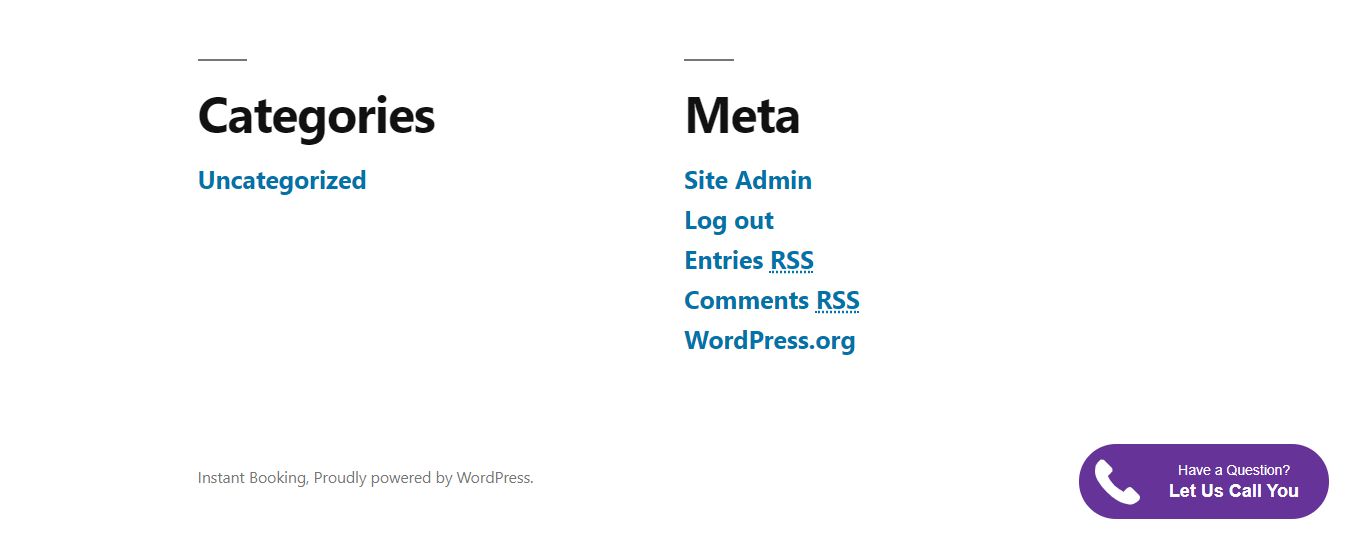 Categories
Uncategorized
Meta
Site Admin
Log out
Entries RSS
Comments RSS
WordPress.org
Instant Booking, Proudly powered by WordPress.
Have a Question?
Let Us Call You